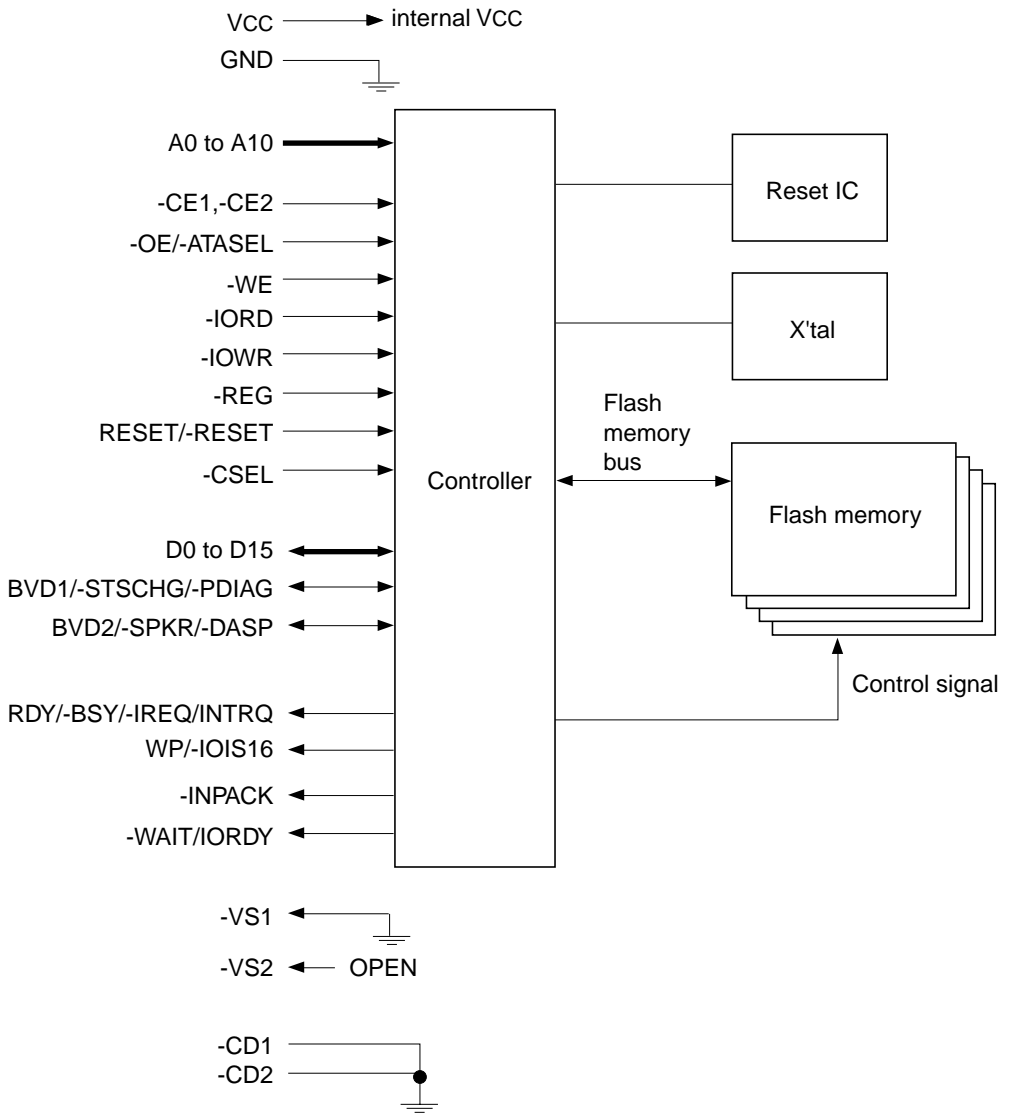 VCC
internal VCC
GND
A0 to A10
-CE1,-CE2
-OE/-ATASEL
-WE
-IORD
-IOWR
-REG
RESET/-RESET
-CSEL
D0 to D15
BVD1/-STSCHG/-PDIAG
BVD2/-SPKR/-DASP
RDY/-BSY/-IREQ/INTRQ
WP/-IOIS16
-INPACK
-WAIT/IORDY
-VS1
-VS2
OPEN
-CD1
-CD2
Controller
Reset IC
X'tal
Flash
memory
bus
Flash memory
Control signal